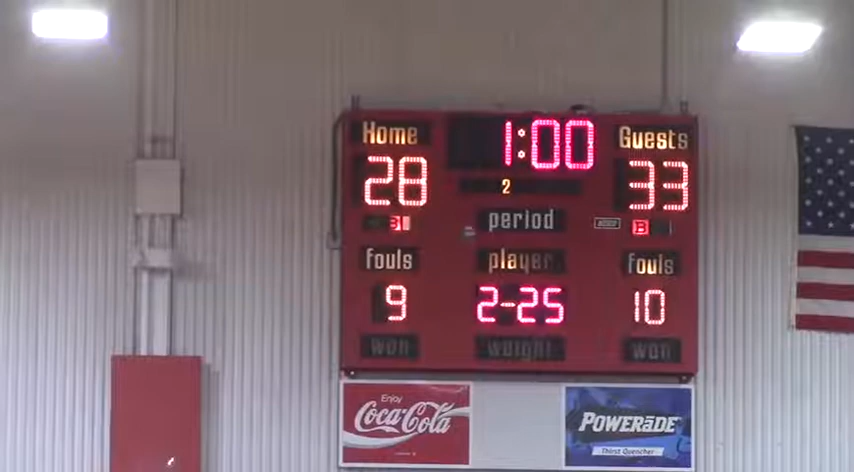 Home 1:00 Guests
28 2 33
B period B
fouls player fouls
9 2-25 10
won weight won
Enjoy
Coca-Cola
POWERADE
Thirst Quencher